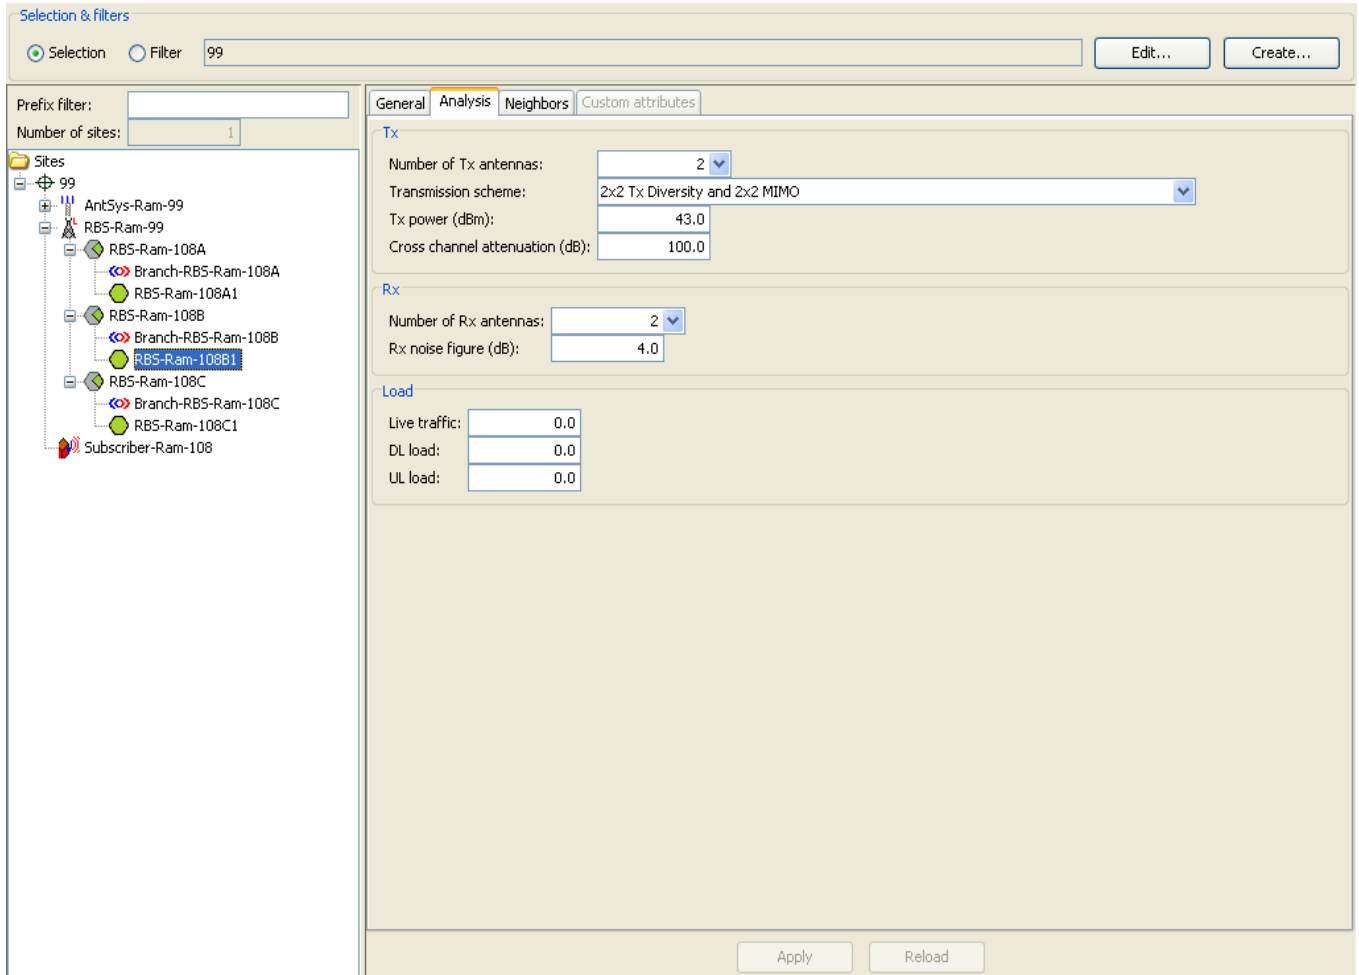 Selection & filters
Selection Filter 99 Edit... Create...
Prefix filter:
Number of sites: 1
Sites
99
AntSys-Ram-99
RBS-Ram-99
RBS-Ram-108A
Branch-RBS-Ram-108A
RBS-Ram-108A1
RBS-Ram-108B
Branch-RBS-Ram-108B
RBS-Ram-108B1
RBS-Ram-108C
Branch-RBS-Ram-108C
RBS-Ram-108C1
Subscriber-Ram-108
General Analysis Neighbors Custom attributes
Tx
Number of Tx antennas: 2
Transmission scheme: 2x2 Tx Diversity and 2x2 MIMO
Tx power (dBm): 43.0
Cross channel attenuation (dB): 100.0
Rx
Number of Rx antennas: 2
Rx noise figure (dB): 4.0
Load
Live traffic: 0.0
DL load: 0.0
UL load: 0.0
Apply Reload